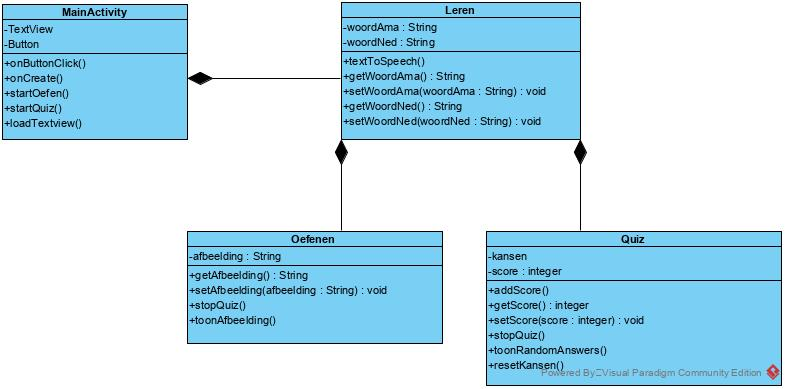 MainActivity
-TextView
-Button
+onButtonClick()
+onCreate()
+startOefen()
+startQuiz()
+loadTextview()
Leren
-woordAma : String
-woordNed : String
+textToSpeech()
+getWoordAma() : String
+setWoordAma(woordAma : String) : void
+getWoordNed() : String
+setWoordNed(woordNed : String) : void
Oefenen
-afbeelding : String
+getAfbeelding() : String
+setAfbeelding(afbeelding : String) : void
+stopQuiz()
+toonAfbeelding()
Quiz
-kansen
-score : integer
+addScore()
+getScore() : integer
+setScore(score : integer) : void
+stopQuiz()
+toonRandomAnswers()
+resetKansen()
Powered By Visual Paradigm Community Edition